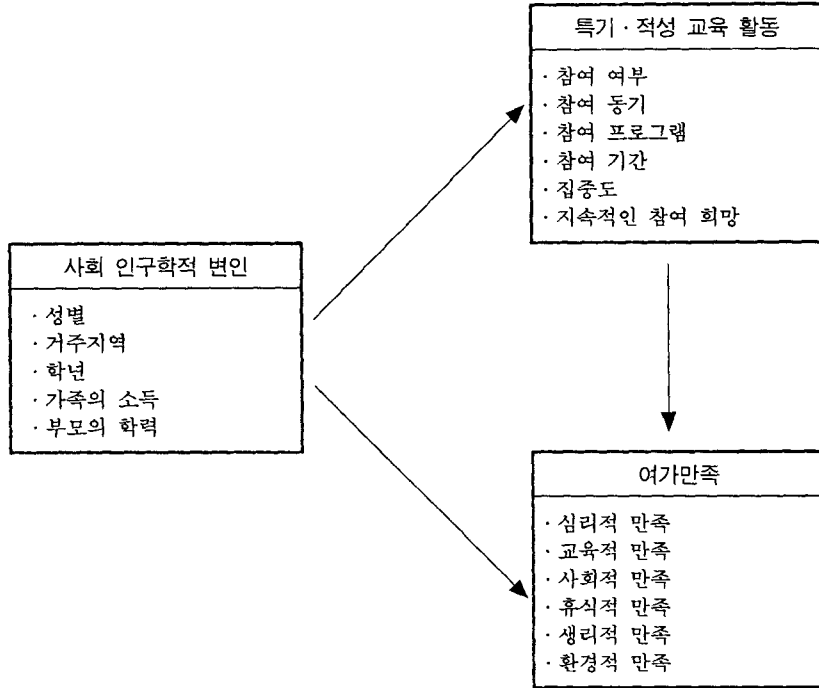 특기 · 적성 교육 활동
· 참여 여부
· 참여 동기
· 참여 프로그램
· 참여 기간
· 집중도
· 지속적인 참여 희망
사회 인구학적 변인
· 성별
· 거주지역
· 학년
· 가족의 소득
· 부모의 학력
여가만족
· 심리적 만족
· 교육적 만족
· 사회적 만족
· 휴식적 만족
· 생리적 만족
· 환경적 만족